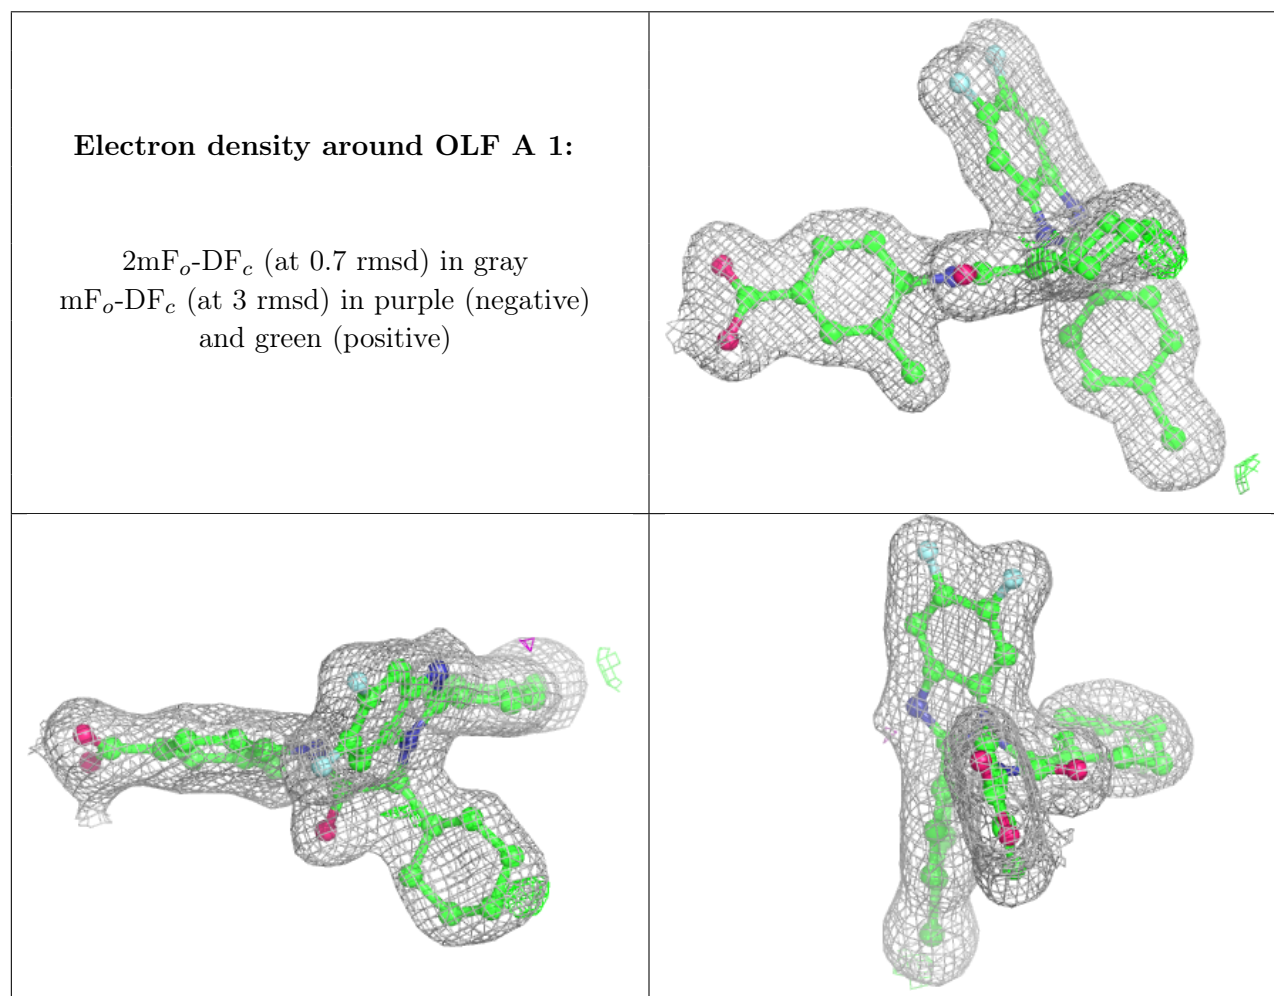 Electron density around OLF A 1:
2mFₒ-DF𝒸 (at 0.7 rmsd) in gray
mFₒ-DF𝒸 (at 3 rmsd) in purple (negative)
and green (positive)